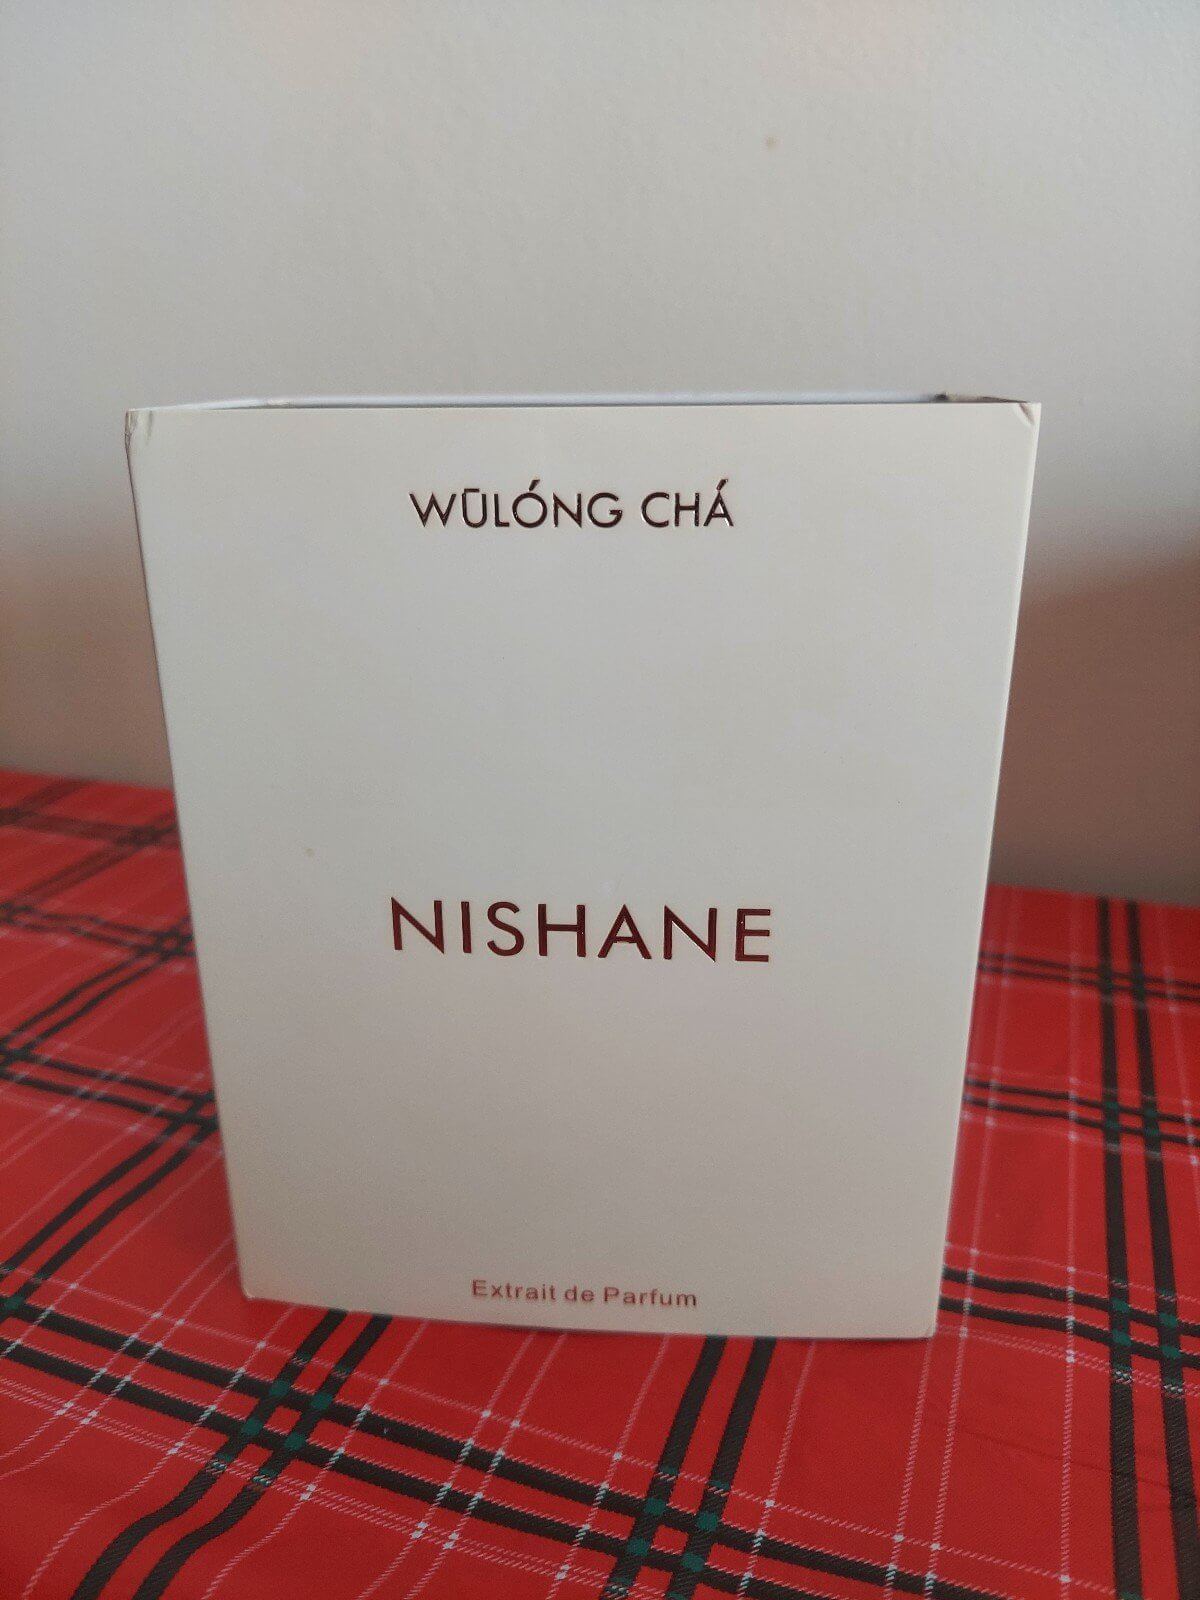 WŪLÓNG CHÁ
NISHANE
Extrait de Parfum